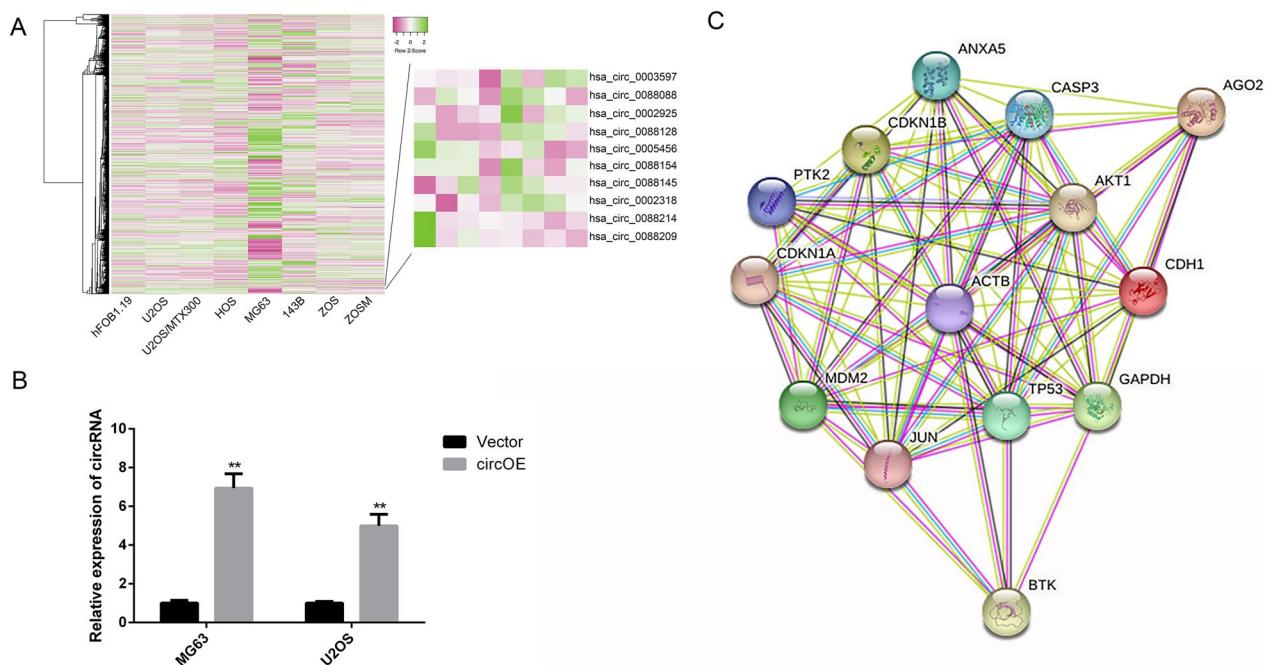 A
-2 0 2
Row Z-Score
hsa_circ_0003597
hsa_circ_0088088
hsa_circ_0002925
hsa_circ_0088128
hsa_circ_0005456
hsa_circ_0088154
hsa_circ_0088145
hsa_circ_0002318
hsa_circ_0088214
hsa_circ_0088209
hFOB1.19
U2OS
U2OS/MTX300
HOS
MG63
143B
ZOS
ZOSM
B
Relative expression of circRNA
10
8
6
4
2
0
**
**
MG63
U2OS
Vector
circOE
C
ANXA5
CASP3
AGO2
CDKN1B
PTK2
AKT1
CDKN1A
ACTB
CDH1
MDM2
TP53
GAPDH
JUN
BTK